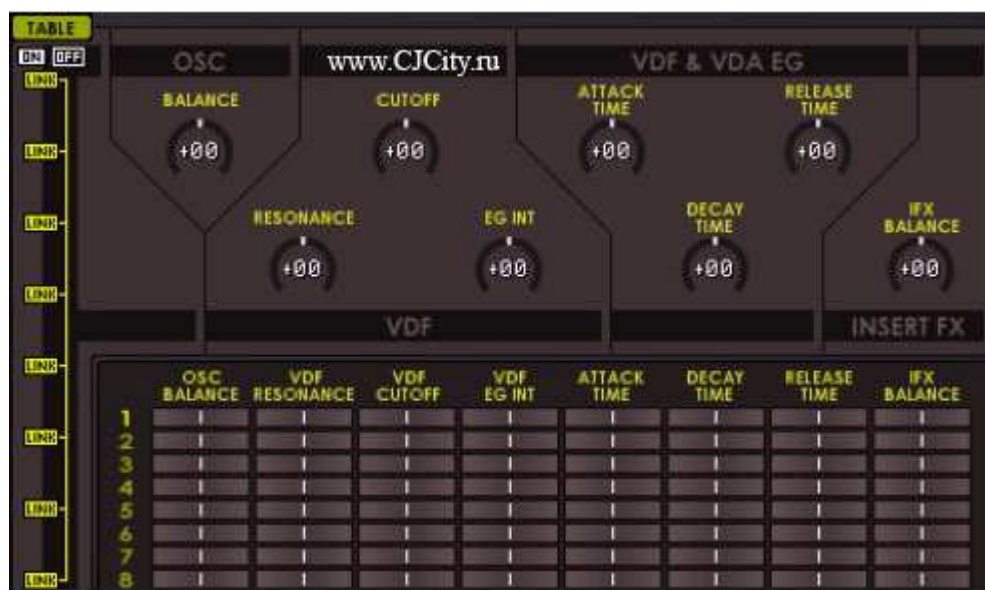 TABLE
ON OFF
OSC www.CJCity.ru VDF & VDA EG
LINK
BALANCE CUTOFF ATTACK TIME RELEASE TIME
+00 +00 +00 +00
LINK
RESONANCE EG INT DECAY TIME IFX BALANCE
LINK
+00 +00 +00 +00
LINK
VDF INSERT FX
LINK
OSC BALANCE VDF RESONANCE VDF CUTOFF VDF EG INT ATTACK TIME DECAY TIME RELEASE TIME IFX BALANCE
1
2
LINK
3
4
5
LINK
6
7
8
LINK